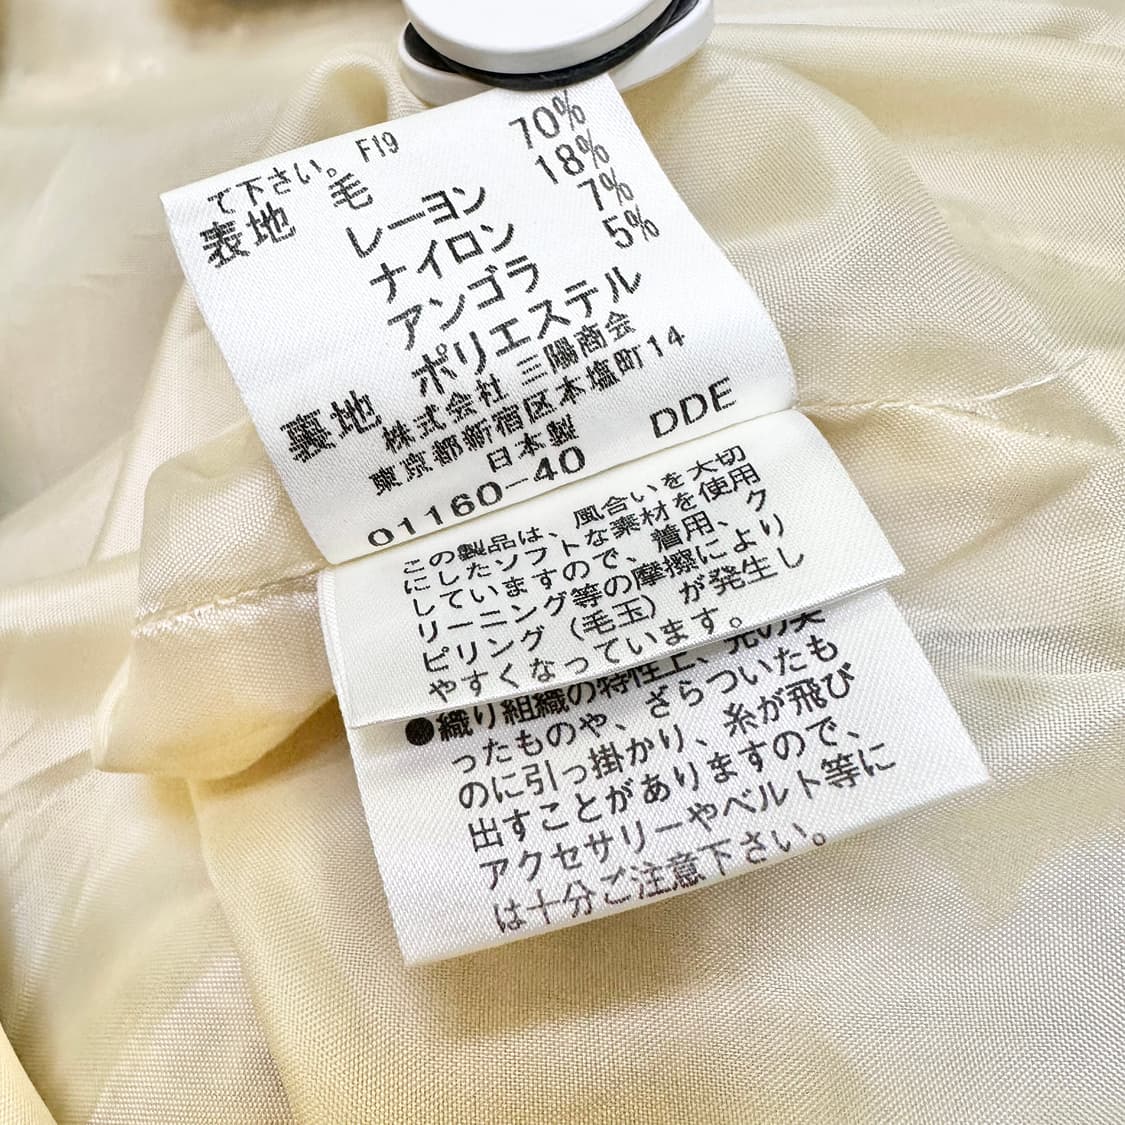 て下さい。 F19
表地 毛 70%
レーヨン 18%
ナイロン 7%
アンゴラ 5%
裏地 ポリエステル
株式会社 三陽商会
東京都新宿区本塩町14
日本製
01160-40 DDE
この製品は、風合いを大切
にしたソフトな素材を使用
していますので、着用、ク
リーニング等の摩擦により
ピリング（毛玉）が発生し
やすくなっています。
●織り組織の特性上、先の尖
ったものや、ざらついたも
のに引っ掛かり、糸が飛び
出すことがありますので、
アクセサリーやベルト等に
は十分ご注意下さい。